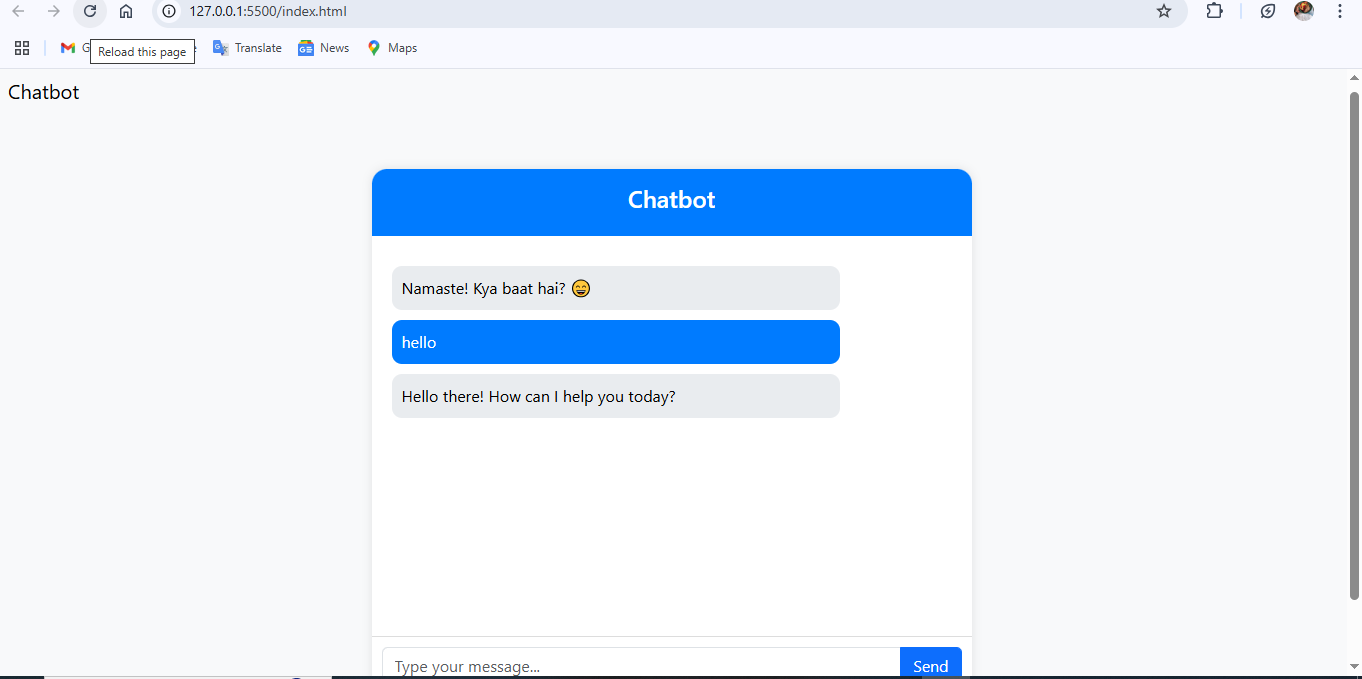 127.0.0.1:5500/index.html
G
Reload this page
Translate
News
Maps
Chatbot
Chatbot
Namaste! Kya baat hai? 😄
hello
Hello there! How can I help you today?
Type your message...
Send